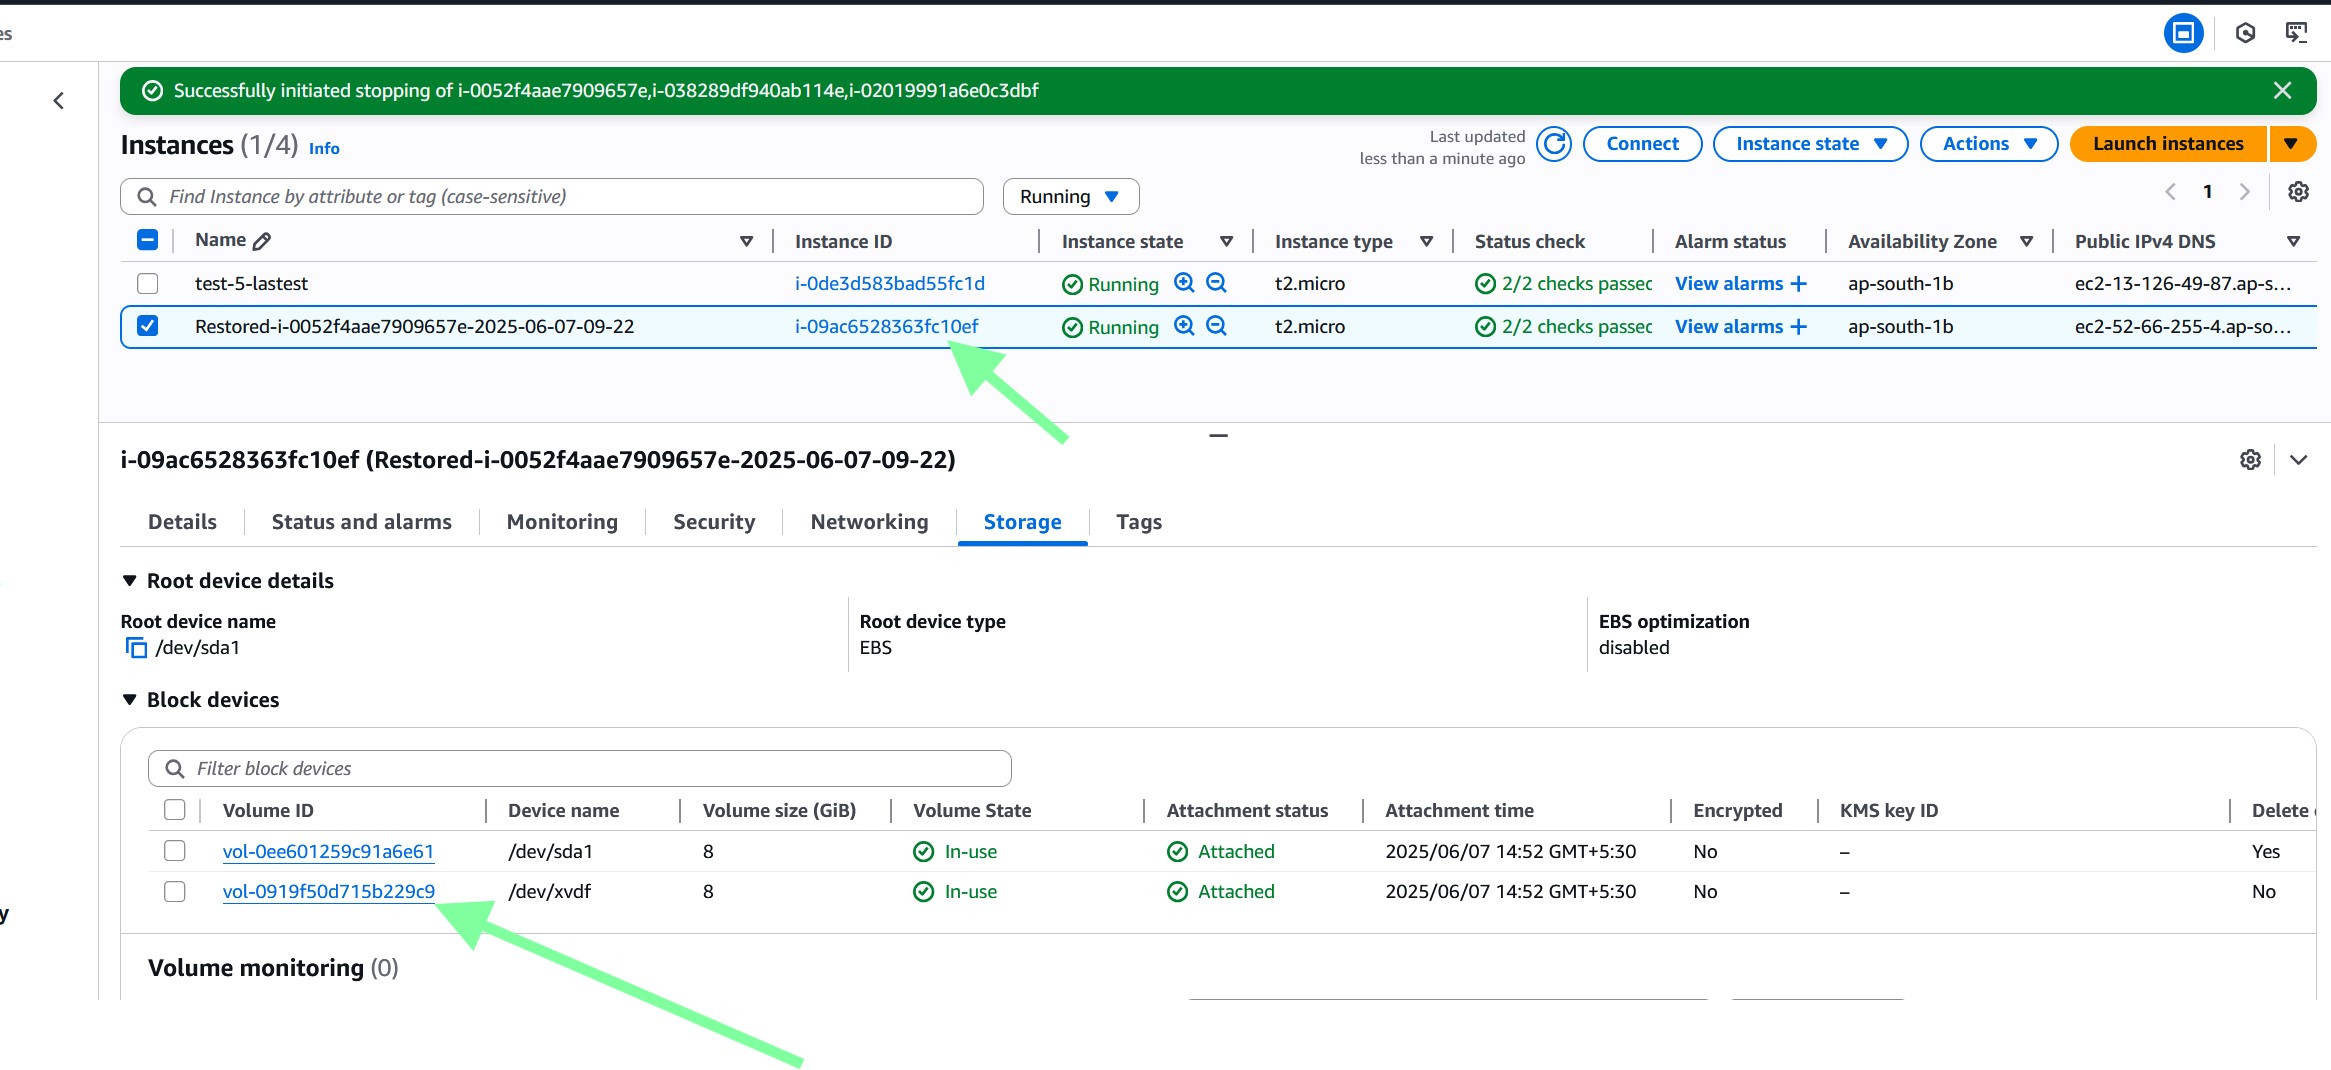 es
Successfully initiated stopping of i-0052f4aae7909657e,i-038289df940ab114e,i-02019991a6e0c3dbf
Instances (1/4) Info
Last updated
less than a minute ago
Connect
Instance state
Actions
Launch instances
Find Instance by attribute or tag (case-sensitive)
Running
1
Name Instance ID Instance state Instance type Status check Alarm status Availability Zone Public IPv4 DNS
test-5-lastest i-0de3d583bad55fc1d Running t2.micro 2/2 checks passec View alarms + ap-south-1b ec2-13-126-49-87.ap-s...
Restored-i-0052f4aae7909657e-2025-06-07-09-22 i-09ac6528363fc10ef Running t2.micro 2/2 checks passec View alarms + ap-south-1b ec2-52-66-255-4.ap-so...
i-09ac6528363fc10ef (Restored-i-0052f4aae7909657e-2025-06-07-09-22)
Details Status and alarms Monitoring Security Networking Storage Tags
Root device details
Root device name Root device type EBS optimization
/dev/sda1 EBS disabled
Block devices
Filter block devices
Volume ID Device name Volume size (GiB) Volume State Attachment status Attachment time Encrypted KMS key ID Delete
vol-0ee601259c91a6e61 /dev/sda1 8 In-use Attached 2025/06/07 14:52 GMT+5:30 No – Yes
vol-0919f50d715b229c9 /dev/xvdf 8 In-use Attached 2025/06/07 14:52 GMT+5:30 No – No
y
Volume monitoring (0)